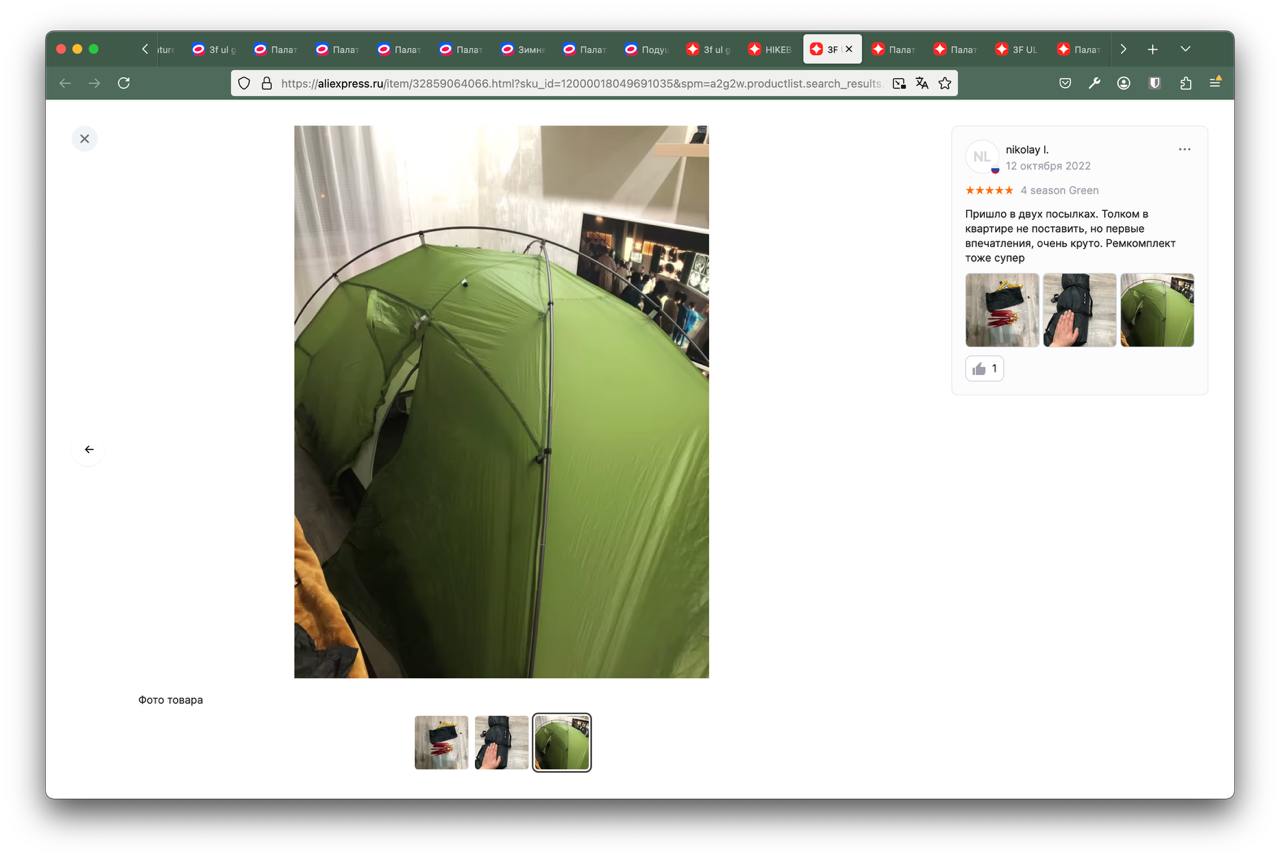 3f ul g
Палат
Палат
Палат
Палат
Зимня
Палат
Подуш
3f ul g
HIKEB
3F
Палат
Палат
3F UL
Палат
https://aliexpress.ru/item/32859064066.html?sku_id=12000018049691035&spm=a2g2w.productlist.search_results.
NL
nikolay l.
12 октября 2022
4 season Green
Пришло в двух посылках. Толком в
квартире не поставить, но первые
впечатления, очень круто. Ремкомплект
тоже супер
1
Фото товара